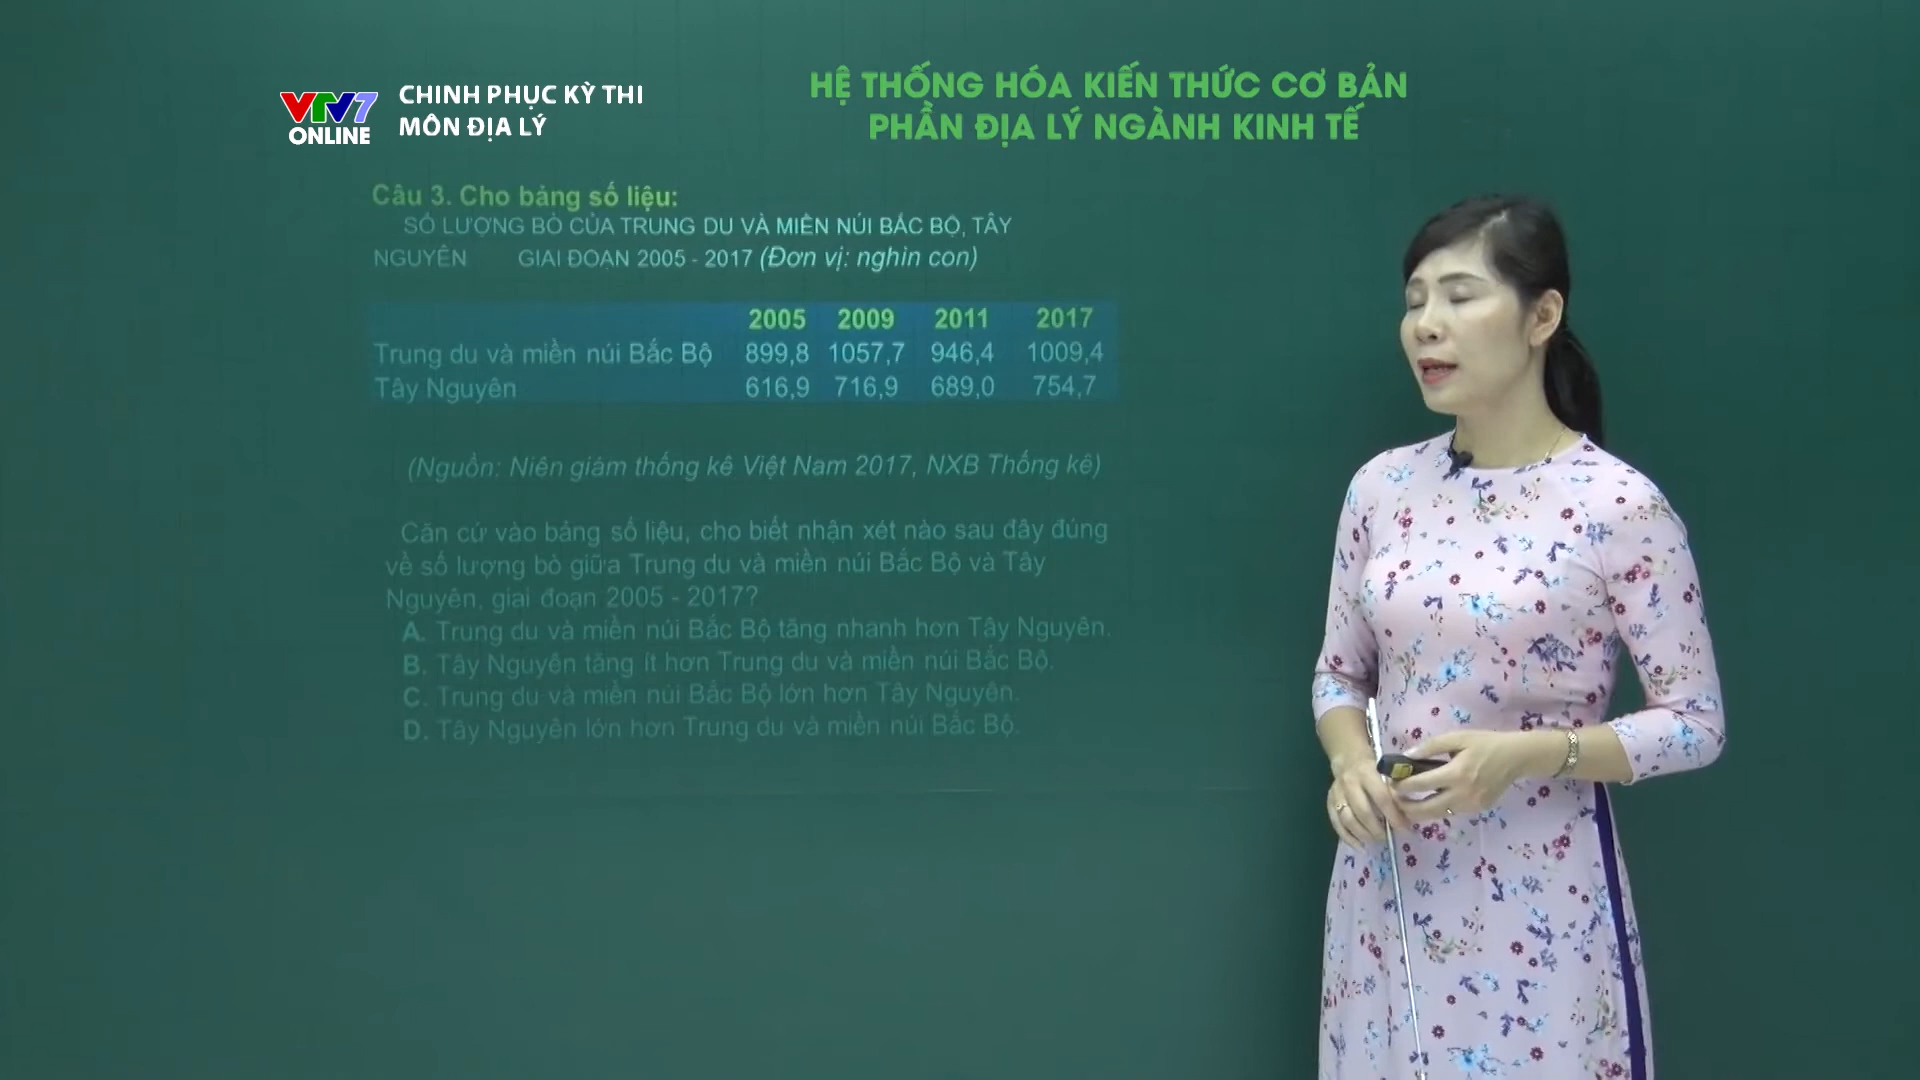 VTV7
ONLINE
CHINH PHỤC KỲ THI
MÔN ĐỊA LÝ
HỆ THỐNG HÓA KIẾN THỨC CƠ BẢN
PHẦN ĐỊA LÝ NGÀNH KINH TẾ
Câu 3. Cho bảng số liệu:
SỐ LƯỢNG BÒ CỦA TRUNG DU VÀ MIỀN NÚI BẮC BỘ, TÂY
NGUYÊN GIAI ĐOẠN 2005 - 2017 (Đơn vị: nghìn con)
2005 2009 2011 2017
Trung du và miền núi Bắc Bộ 899,8 1057,7 946,4 1009,4
Tây Nguyên 616,9 716,9 689,0 754,7
(Nguồn: Niên giám thống kê Việt Nam 2017, NXB Thống kê)
Căn cứ vào bảng số liệu, cho biết nhận xét nào sau đây đúng
về số lượng bò giữa Trung du và miền núi Bắc Bộ và Tây
Nguyên, giai đoạn 2005 - 2017?
A. Trung du và miền núi Bắc Bộ tăng nhanh hơn Tây Nguyên.
B. Tây Nguyên tăng ít hơn Trung du và miền núi Bắc Bộ.
C. Trung du và miền núi Bắc Bộ lớn hơn Tây Nguyên.
D. Tây Nguyên lớn hơn Trung du và miền núi Bắc Bộ.